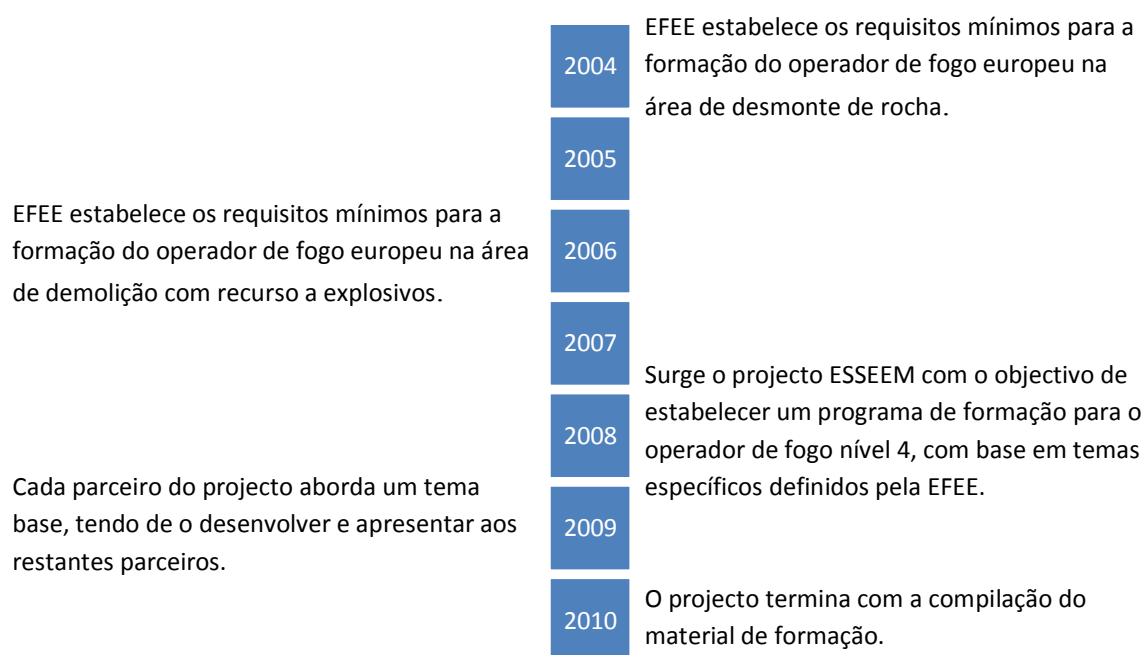 EFEE estabelece os requisitos mínimos para a
formação do operador de fogo europeu na
área de desmonte de rocha.
2004
2005
EFEE estabelece os requisitos mínimos para a
formação do operador de fogo europeu na área
de demolição com recurso a explosivos.
2006
2007
Surge o projecto ESSEEM com o objectivo de
estabelecer um programa de formação para o
operador de fogo nível 4, com base em temas
específicos definidos pela EFEE.
2008
Cada parceiro do projecto aborda um tema
base, tendo de o desenvolver e apresentar aos
restantes parceiros.
2009
O projecto termina com a compilação do
material de formação.
2010